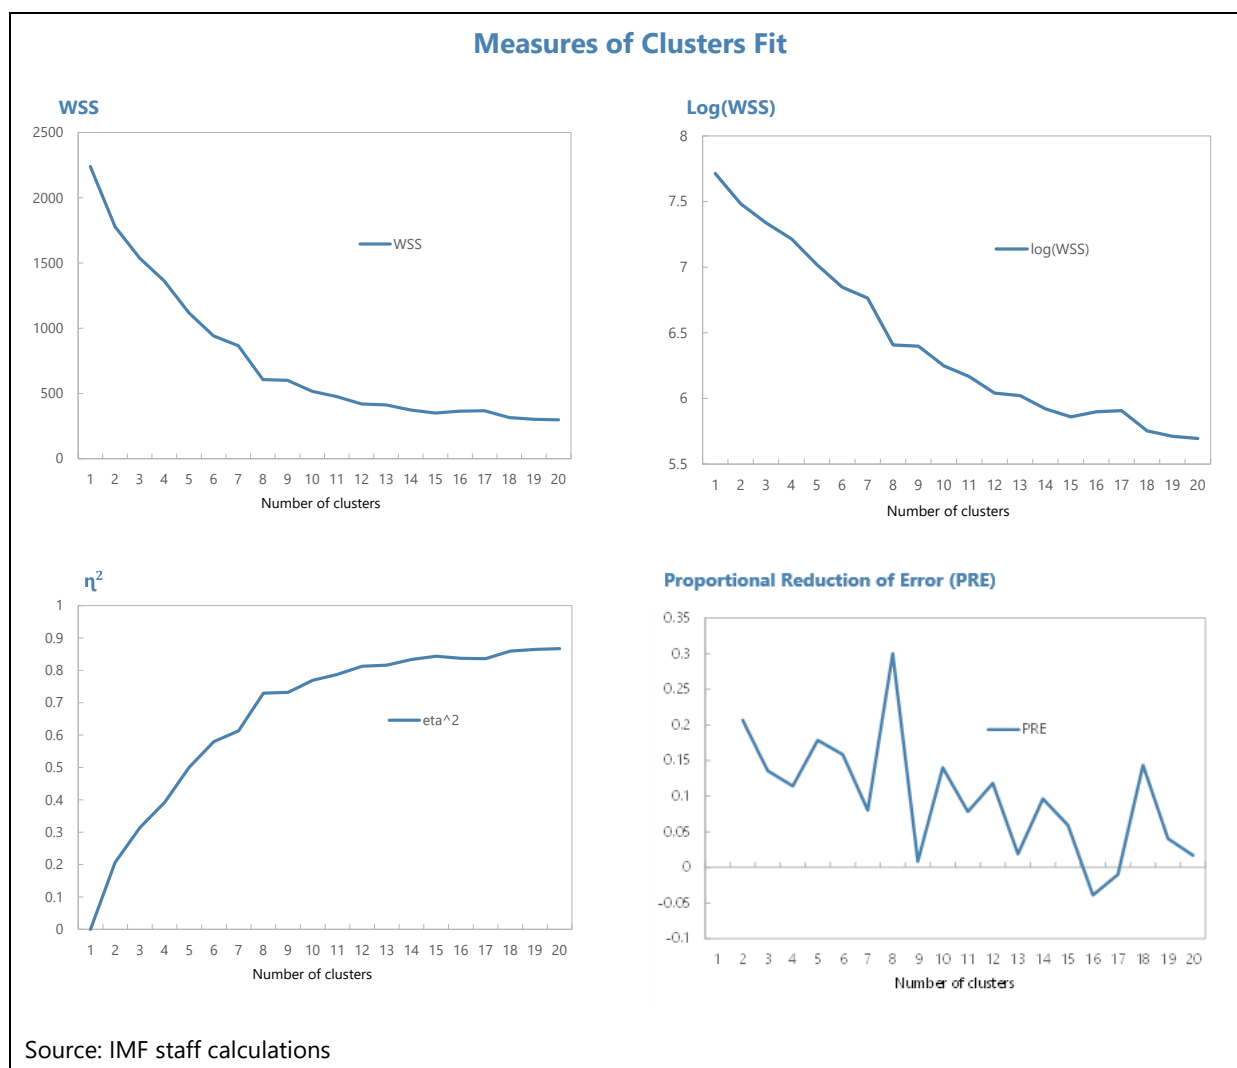 Measures of Clusters Fit
WSS
2500
2000
1500
1000
500
0
WSS
1 2 3 4 5 6 7 8 9 10 11 12 13 14 15 16 17 18 19 20
Number of clusters
Log(WSS)
8
7.5
7
6.5
6
5.5
log(WSS)
1 2 3 4 5 6 7 8 9 10 11 12 13 14 15 16 17 18 19 20
Number of clusters
η²
1
0.9
0.8
0.7
0.6
0.5
0.4
0.3
0.2
0.1
0
eta^2
1 2 3 4 5 6 7 8 9 10 11 12 13 14 15 16 17 18 19 20
Number of clusters
Proportional Reduction of Error (PRE)
0.35
0.3
0.25
0.2
0.15
0.1
0.05
0
-0.05
-0.1
PRE
1 2 3 4 5 6 7 8 9 10 11 12 13 14 15 16 17 18 19 20
Number of clusters
Source: IMF staff calculations